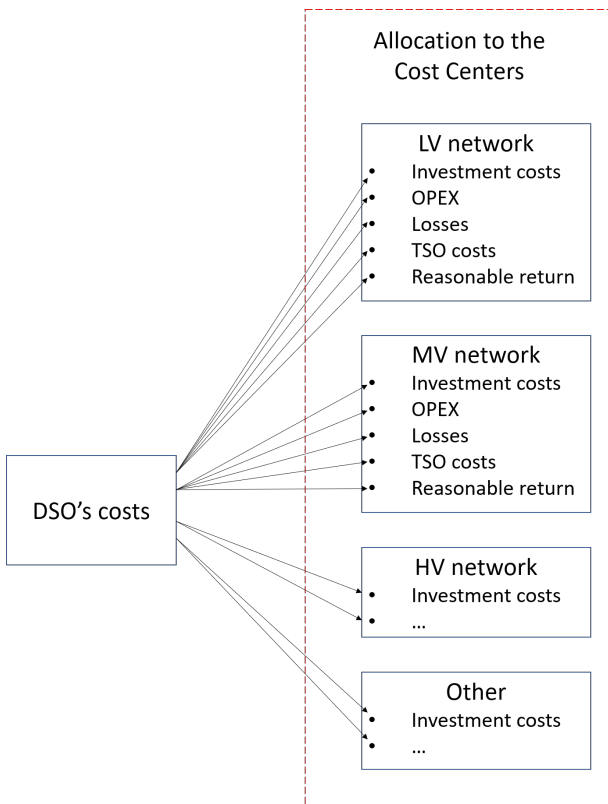 Allocation to the
Cost Centers
LV network
• Investment costs
• OPEX
• Losses
• TSO costs
• Reasonable return
MV network
• Investment costs
• OPEX
• Losses
• TSO costs
• Reasonable return
DSO’s costs
HV network
• Investment costs
• ...
Other
• Investment costs
• ...